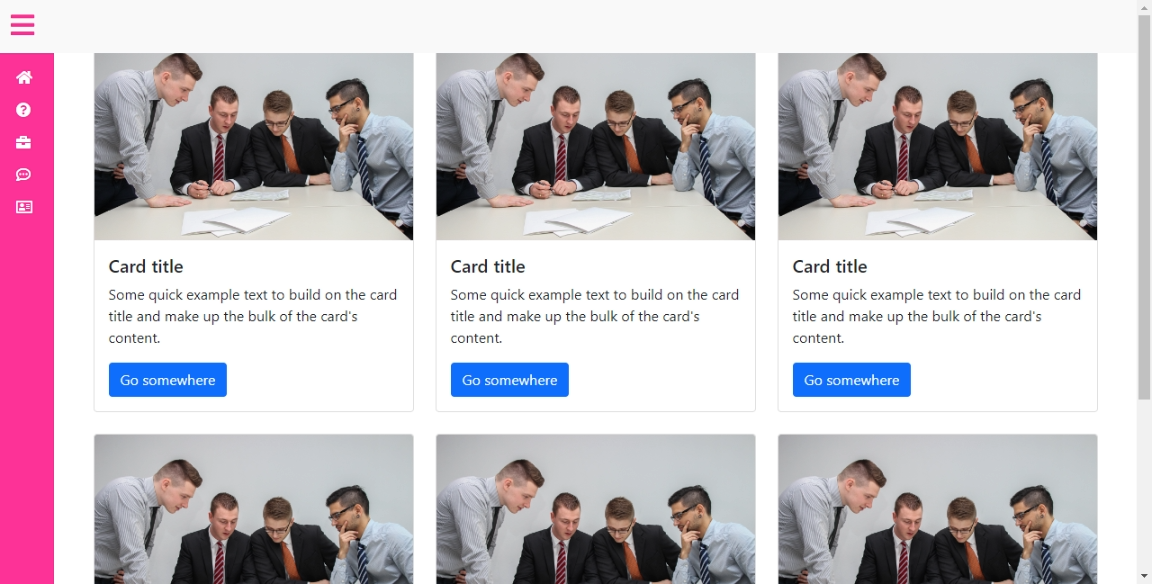 Card title
Some quick example text to build on the card
title and make up the bulk of the card's
content.
Go somewhere
Card title
Some quick example text to build on the card
title and make up the bulk of the card's
content.
Go somewhere
Card title
Some quick example text to build on the card
title and make up the bulk of the card's
content.
Go somewhere